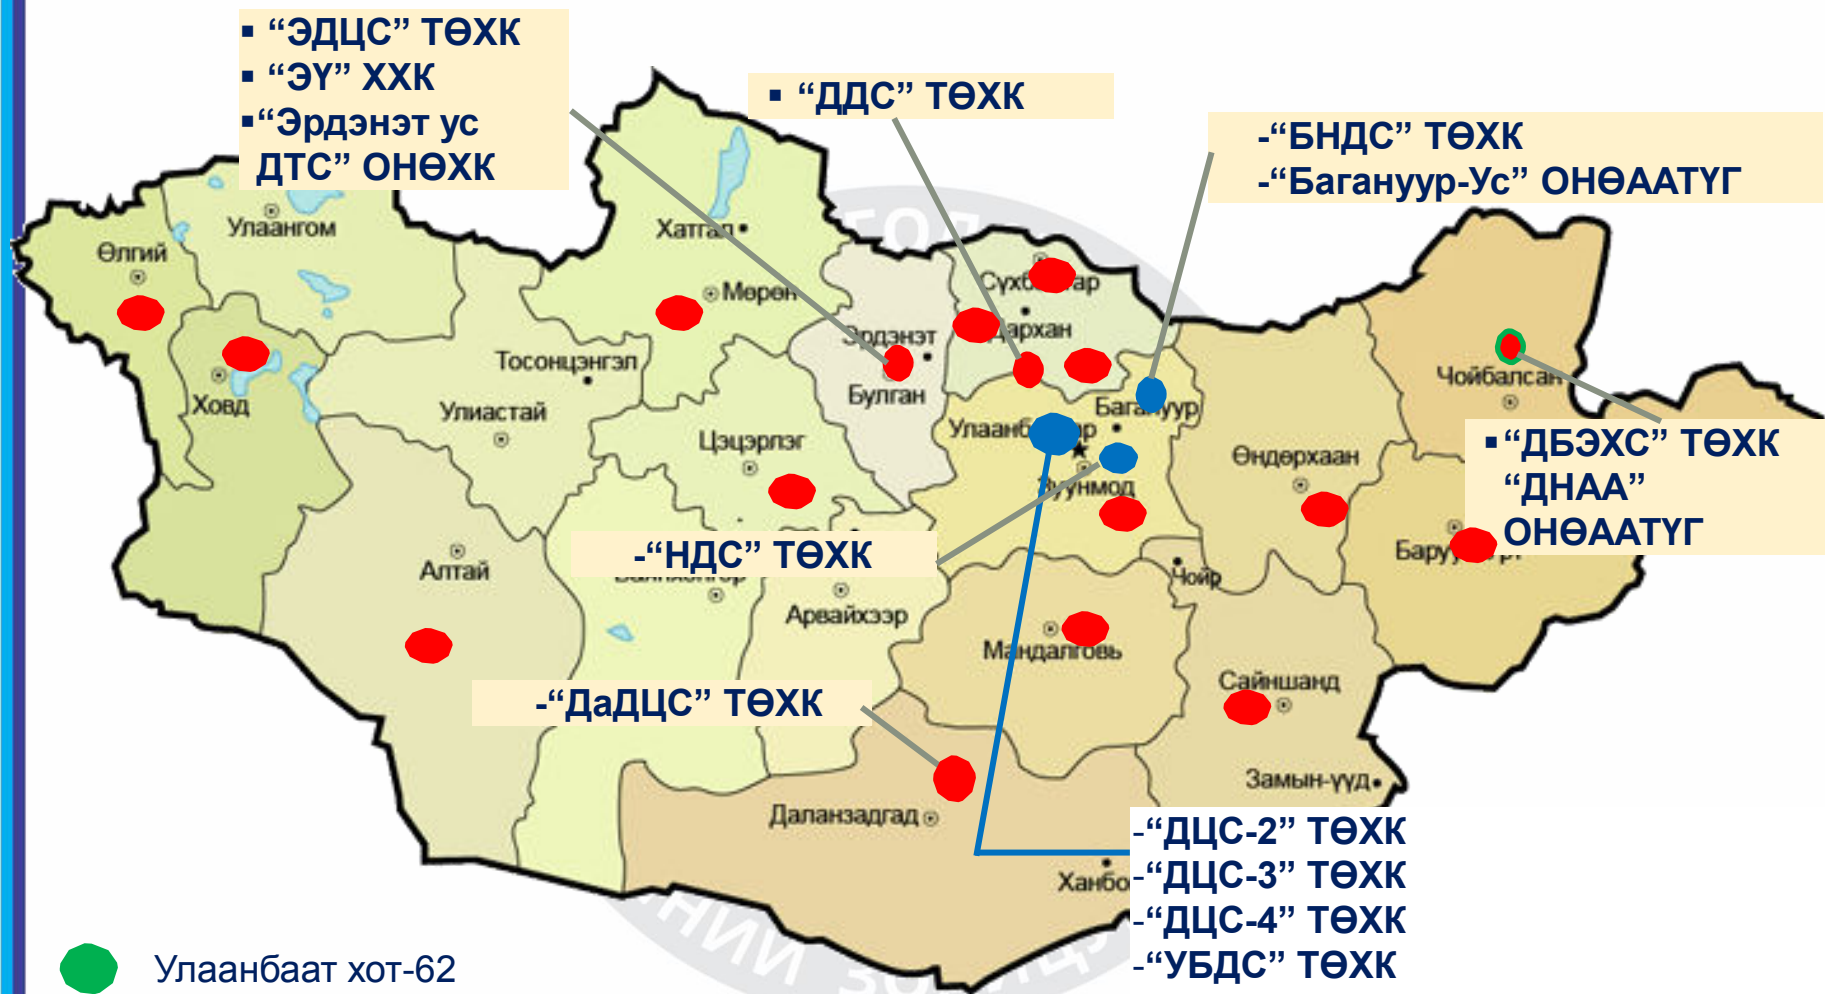 ▪ “ЭДЦС” ТӨХК
▪ “ЭҮ” ХХК
▪“Эрдэнэт ус
ДТС” ОНӨХК
▪ “ДДС” ТӨХК
-“БНДС” ТӨХК
-“Багануур-Ус” ОНӨААТҮГ
Улаангом
Өлгий
Хатгал
Мөрөн
Дархан
Эрдэнэт
Тосонцэнгэл
Булган
Чойбалсан
Ховд
Улиастай
Багануур
Цэцэрлэг
Өндөрхаан
▪“ДБЭХС” ТӨХК
“ДНАА”
ОНӨААТҮГ
Зуунмод
-“НДС” ТӨХК
Алтай
Чойр
Арвайхээр
Мандалговь
Сайншанд
-“ДаДЦС” ТӨХК
Замын-үүд
Даланзадгад
-“ДЦС-2” ТӨХК
-“ДЦС-3” ТӨХК
-“ДЦС-4” ТӨХК
-“УБДС” ТӨХК
Ханбо
Улаанбаат хот-62